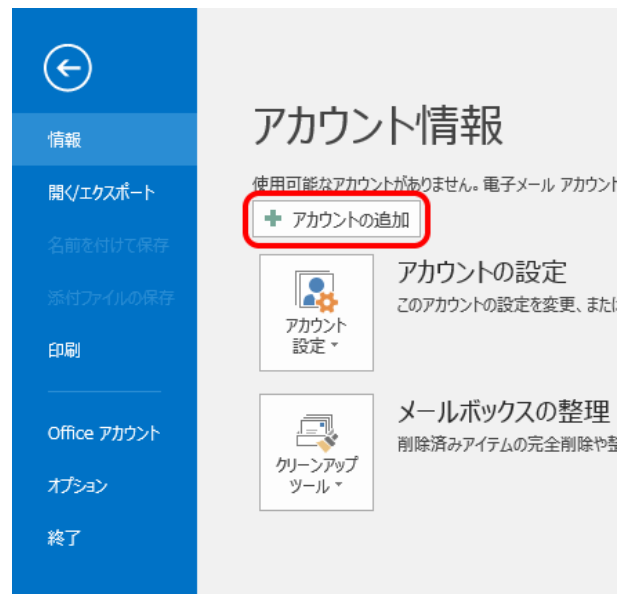 情報
開く/エクスポート
名前を付けて保存
添付ファイルの保存
印刷
Office アカウント
オプション
終了
アカウント情報
使用可能なアカウントがありません。電子メール アカウント
アカウントの追加
アカウント
設定
アカウントの設定
このアカウントの設定を変更、または
クリーンアップ
ツール
メールボックスの整理
削除済みアイテムの完全削除や整